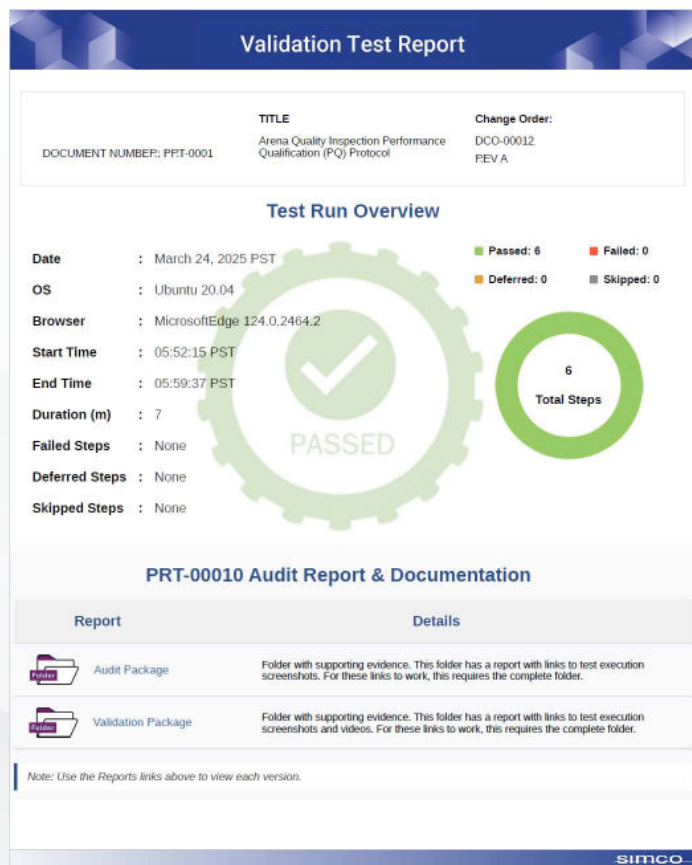 Validation Test Report
TITLE
Change Order:
DOCUMENT NUMBER:: PRT-0001
Arena Quality Inspection Performance
Qualification (PQ) Protocol
DCO-00012
REV A
Test Run Overview
Date : March 24, 2025 PST
OS : Ubuntu 20.04
Browser : MicrosoftEdge 124.0.2464.2
Start Time : 05:52:15 PST
End Time : 05:59:37 PST
Duration (m) : 7
Failed Steps : None
Deferred Steps : None
Skipped Steps : None
PASSED
Passed: 6
Failed: 0
Deferred: 0
Skipped: 0
6
Total Steps
PRT-00010 Audit Report & Documentation
Report Details
Folder
Audit Package
Folder with supporting evidence. This folder has a report with links to test execution
screenshots. For these links to work, this requires the complete folder.
Folder
Validation Package
Folder with supporting evidence. This folder has a report with links to test execution
screenshots and videos. For these links to work, this requires the complete folder.
Note: Use the Reports links above to view each version.
simco